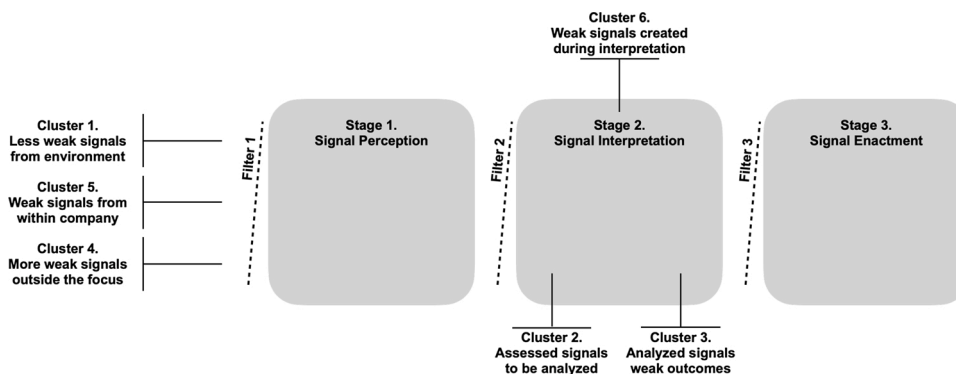 Cluster 6.
Weak signals created
during interpretation
Cluster 1.
Less weak signals
from environment
Cluster 5.
Weak signals from
within company
Cluster 4.
More weak signals
outside the focus
Filter 1
Stage 1.
Signal Perception
Filter 2
Stage 2.
Signal Interpretation
Filter 3
Stage 3.
Signal Enactment
Cluster 2.
Assessed signals
to be analyzed
Cluster 3.
Analyzed signals
weak outcomes